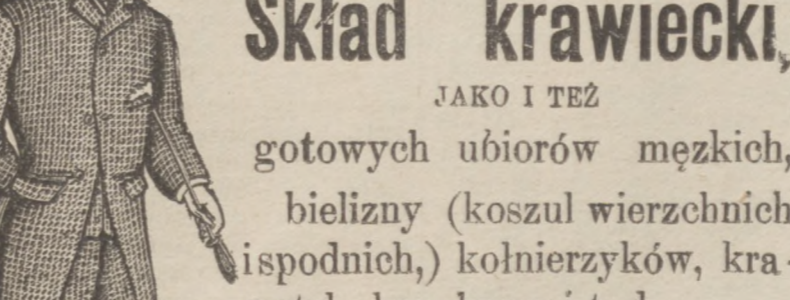 Skład krawiecki,
JAKO I TEŻ
gotowych ubiorów męzkich,
bielizny (koszul wierzchnich
i spodnich,) kołnierzyków, kra-